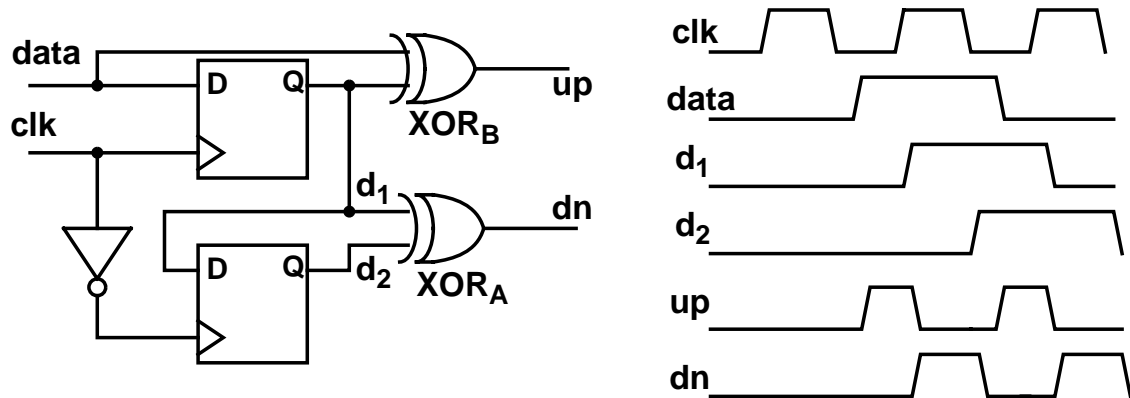 data
clk
D
Q
up
XOR_B
d_1
dn
D
Q
d_2
XOR_A
clk
data
d_1
d_2
up
dn